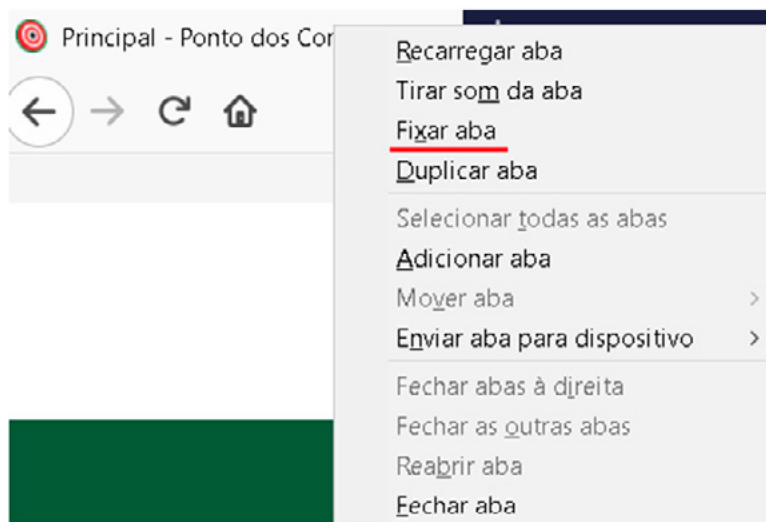 Principal - Ponto dos Cor
Recarregar aba
Tirar som da aba
Fixar aba
Duplicar aba
Selecionar todas as abas
Adicionar aba
Mover aba
Enviar aba para dispositivo
Fechar abas à direita
Fechar as outras abas
Reabrir aba
Fechar aba